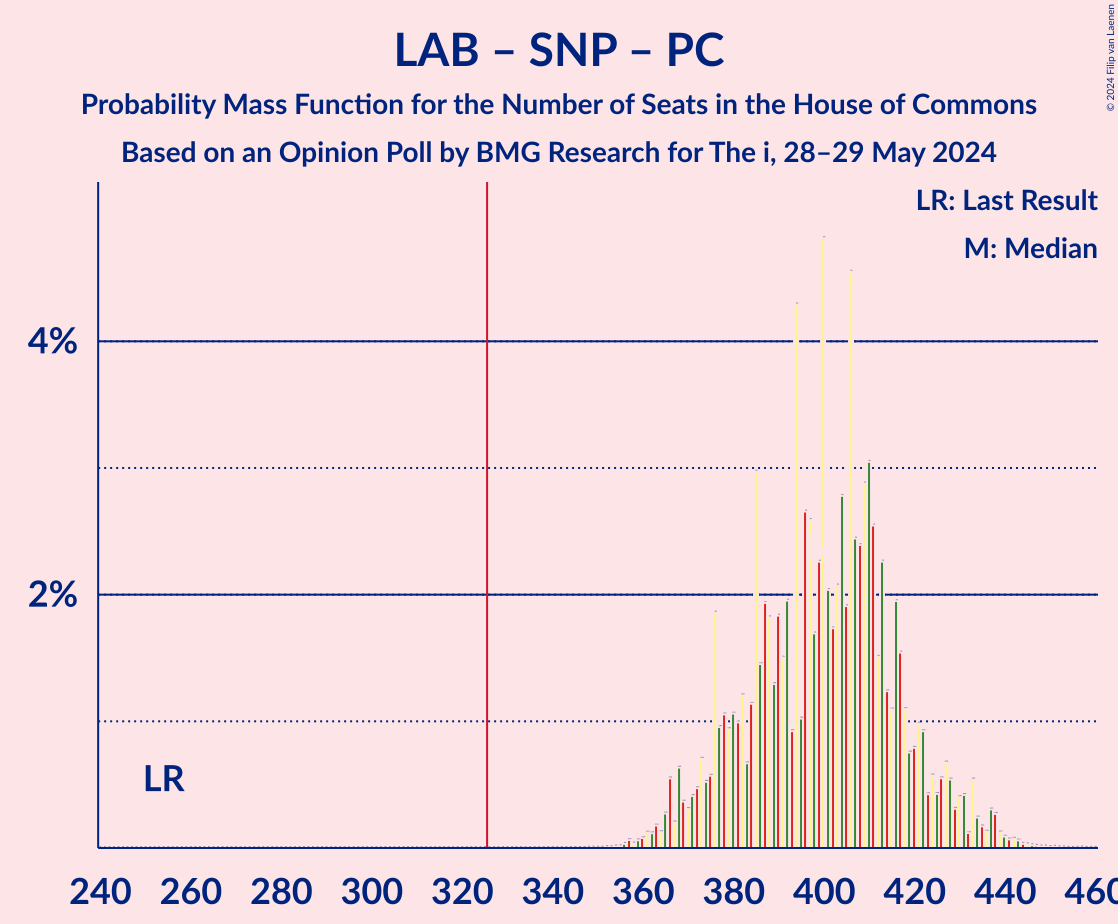 LAB – SNP – PC
Probability Mass Function for the Number of Seats in the House of Commons
Based on an Opinion Poll by BMG Research for The i, 28–29 May 2024
© 2024 Filip van Laenen
LR: Last Result
M: Median
4%
2%
LR
240 260 280 300 320 340 360 380 400 420 440 460